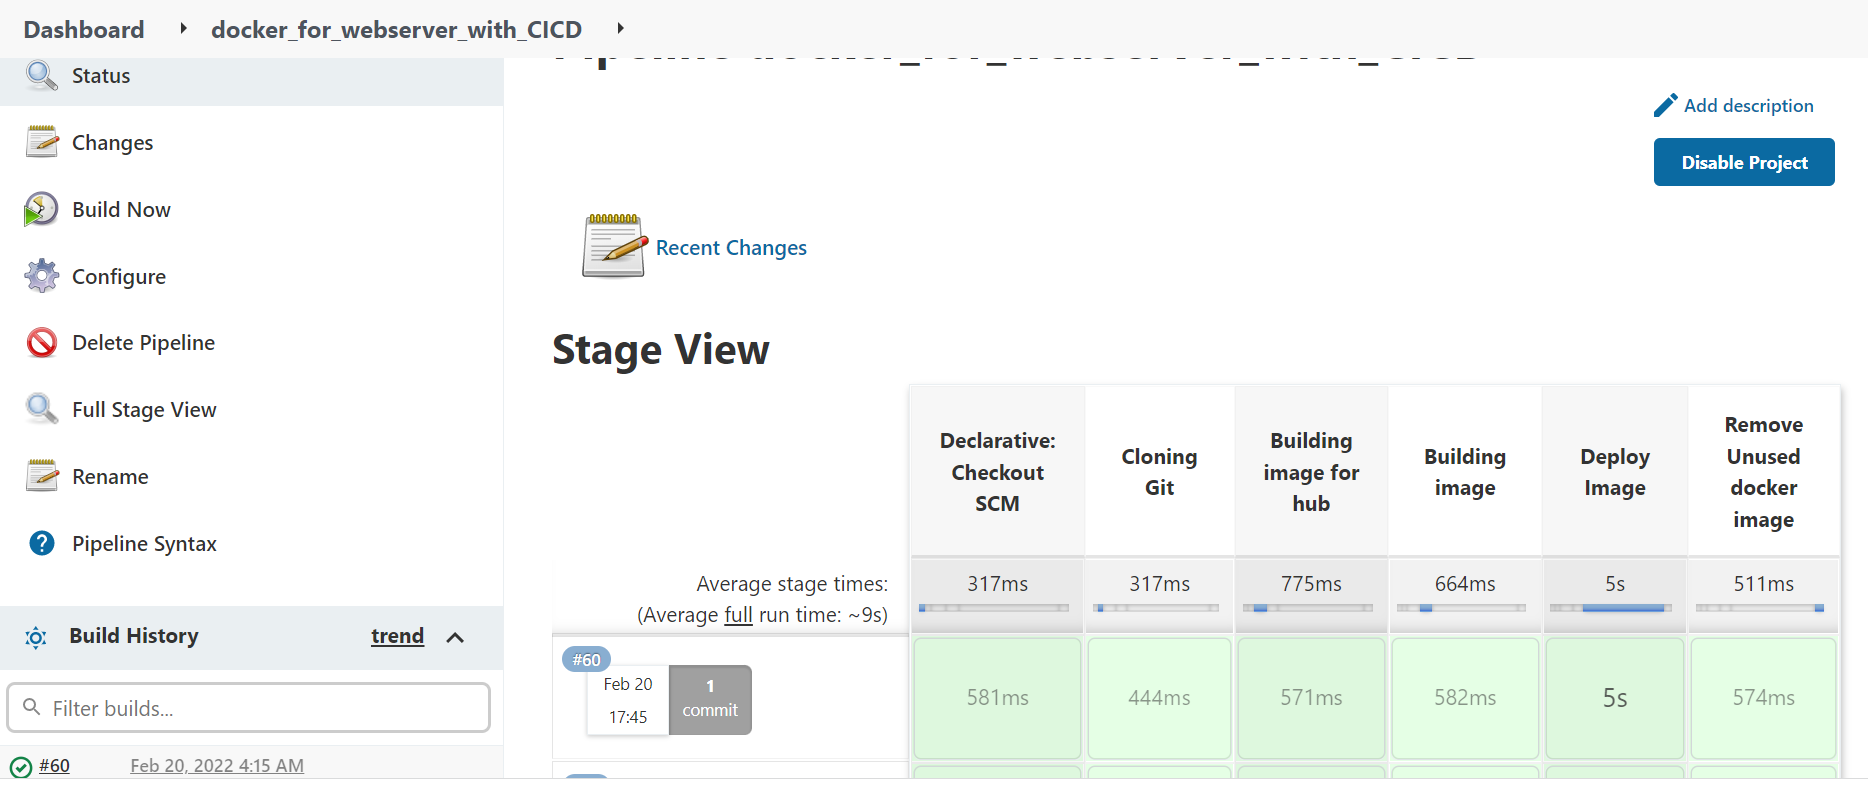 Dashboard docker_for_webserver_with_CICD
Status
Changes
Build Now
Configure
Delete Pipeline
Full Stage View
Rename
Pipeline Syntax
Build History trend
Filter builds...
#60 Feb 20, 2022 4:15 AM
Pipeline docker_for_webserver_with_CICD
Add description
Disable Project
Recent Changes
Stage View
Declarative:
Checkout
SCM
Cloning
Git
Building
image for
hub
Building
image
Deploy
Image
Remove
Unused
docker
image
Average stage times:
(Average full run time: ~9s)
317ms 317ms 775ms 664ms 5s 511ms
#60
Feb 20
17:45
1
commit
581ms 444ms 571ms 582ms 5s 574ms